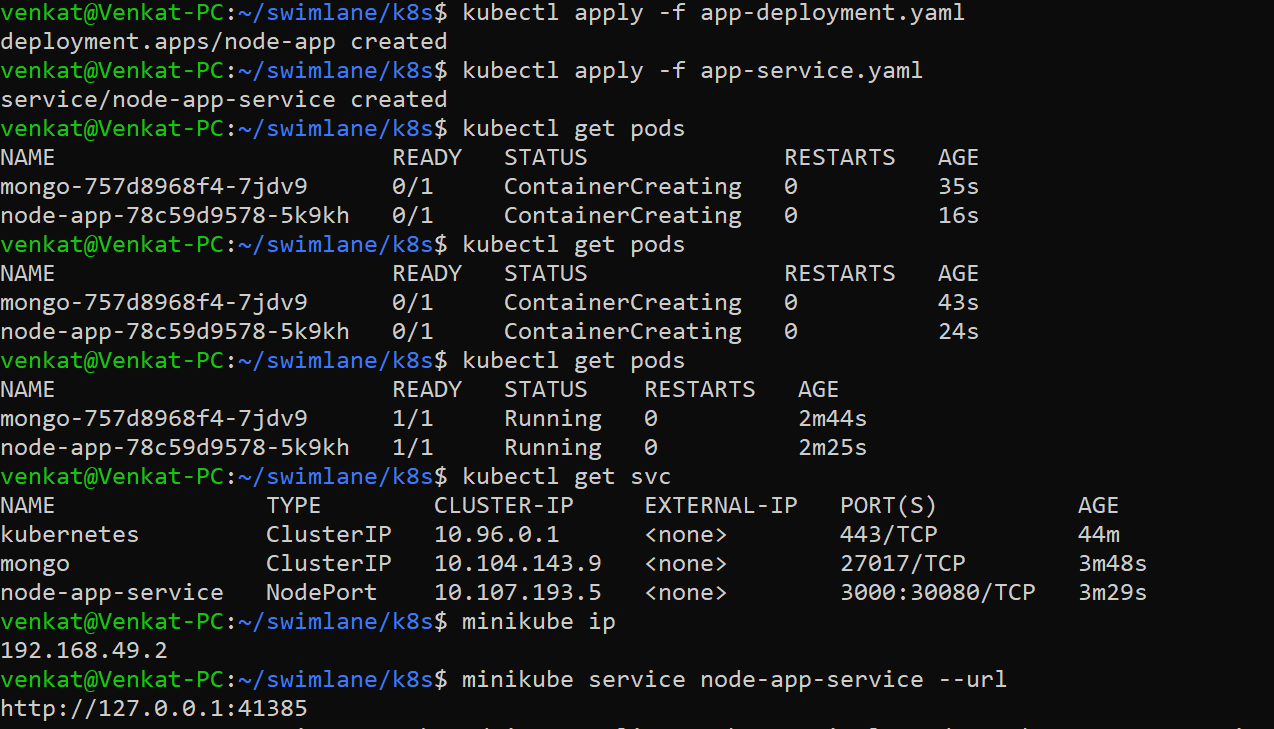 venkat@Venkat-PC:~/swimlane/k8s$ kubectl apply -f app-deployment.yaml
deployment.apps/node-app created
venkat@Venkat-PC:~/swimlane/k8s$ kubectl apply -f app-service.yaml
service/node-app-service created
venkat@Venkat-PC:~/swimlane/k8s$ kubectl get pods
NAME                        READY   STATUS              RESTARTS   AGE
mongo-757d8968f4-7jdv9      0/1     ContainerCreating   0          35s
node-app-78c59d9578-5k9kh   0/1     ContainerCreating   0          16s
venkat@Venkat-PC:~/swimlane/k8s$ kubectl get pods
NAME                        READY   STATUS              RESTARTS   AGE
mongo-757d8968f4-7jdv9      0/1     ContainerCreating   0          43s
node-app-78c59d9578-5k9kh   0/1     ContainerCreating   0          24s
venkat@Venkat-PC:~/swimlane/k8s$ kubectl get pods
NAME                        READY   STATUS    RESTARTS   AGE
mongo-757d8968f4-7jdv9      1/1     Running   0          2m44s
node-app-78c59d9578-5k9kh   1/1     Running   0          2m25s
venkat@Venkat-PC:~/swimlane/k8s$ kubectl get svc
NAME               TYPE        CLUSTER-IP     EXTERNAL-IP   PORT(S)          AGE
kubernetes         ClusterIP   10.96.0.1      <none>        443/TCP          44m
mongo              ClusterIP   10.104.143.9   <none>        27017/TCP        3m48s
node-app-service   NodePort    10.107.193.5   <none>        3000:30080/TCP   3m29s
venkat@Venkat-PC:~/swimlane/k8s$ minikube ip
192.168.49.2
venkat@Venkat-PC:~/swimlane/k8s$ minikube service node-app-service --url
http://127.0.0.1:41385